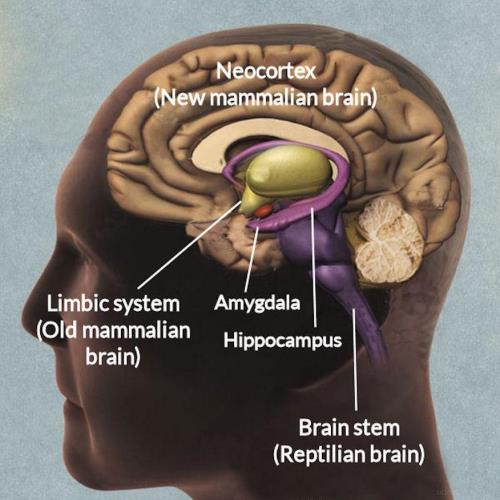 Neocortex
(New mammalian brain)
Limbic system
(Old mammalian
brain)
Amygdala
Hippocampus
Brain stem
(Reptilian brain)